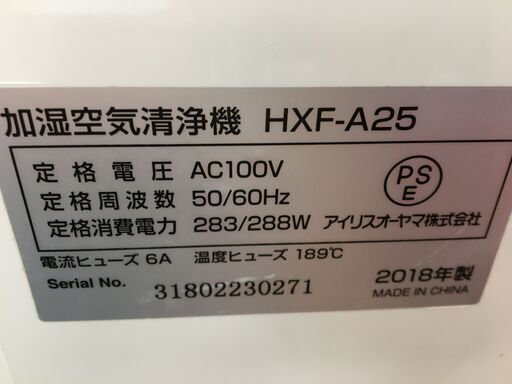 加湿空気清浄機 HXF-A25
定格電圧 AC100V
定格周波数 50/60Hz
定格消費電力 283/288W
PS
E
アイリスオーヤマ株式会社
電流ヒューズ 6A 温度ヒューズ 189℃
Serial No. 31802230271
2018年製
MADE IN CHINA